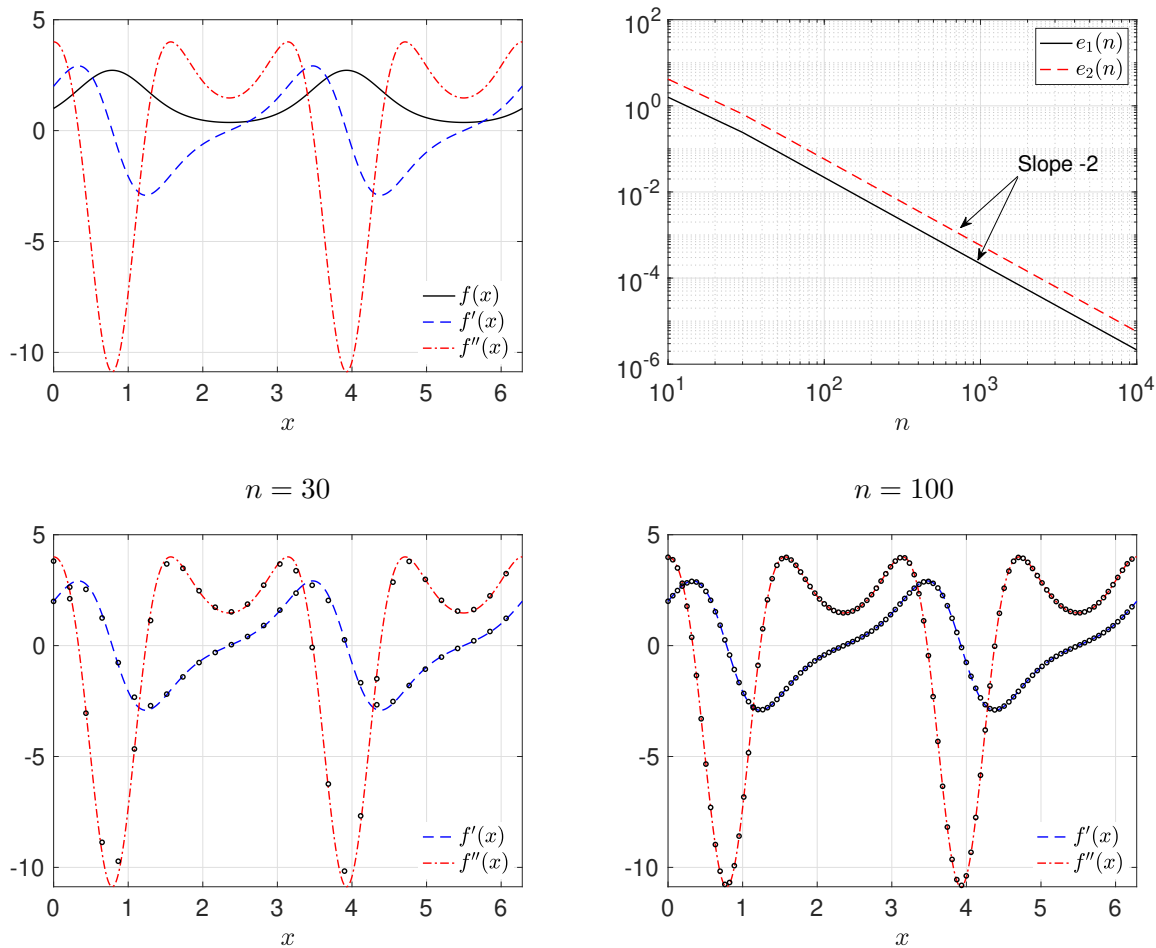 5
0
-5
-10
0 1 2 3 4 5 6
x
f(x)
f′(x)
f″(x)
10^2
10^0
10^-2
10^-4
10^-6
10^1 10^2 10^3 10^4
n
e_1(n)
e_2(n)
Slope -2
n = 30
5
0
-5
-10
0 1 2 3 4 5 6
x
f′(x)
f″(x)
n = 100
5
0
-5
-10
0 1 2 3 4 5 6
x
f′(x)
f″(x)